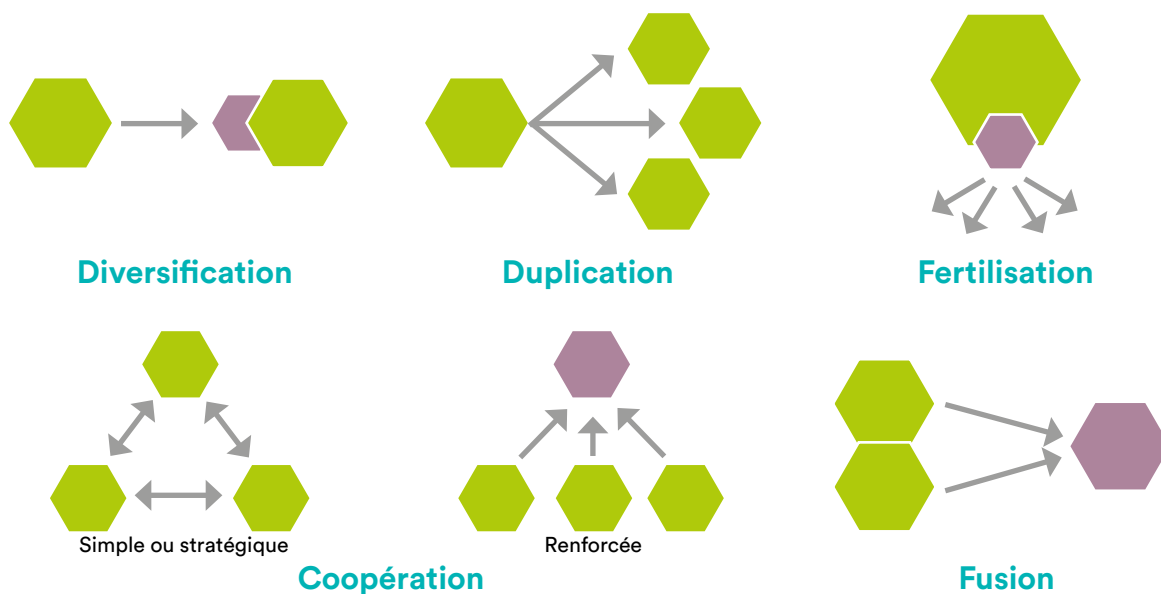 Diversification
Duplication
Fertilisation
Simple ou stratégique
Renforcée
Coopération
Fusion